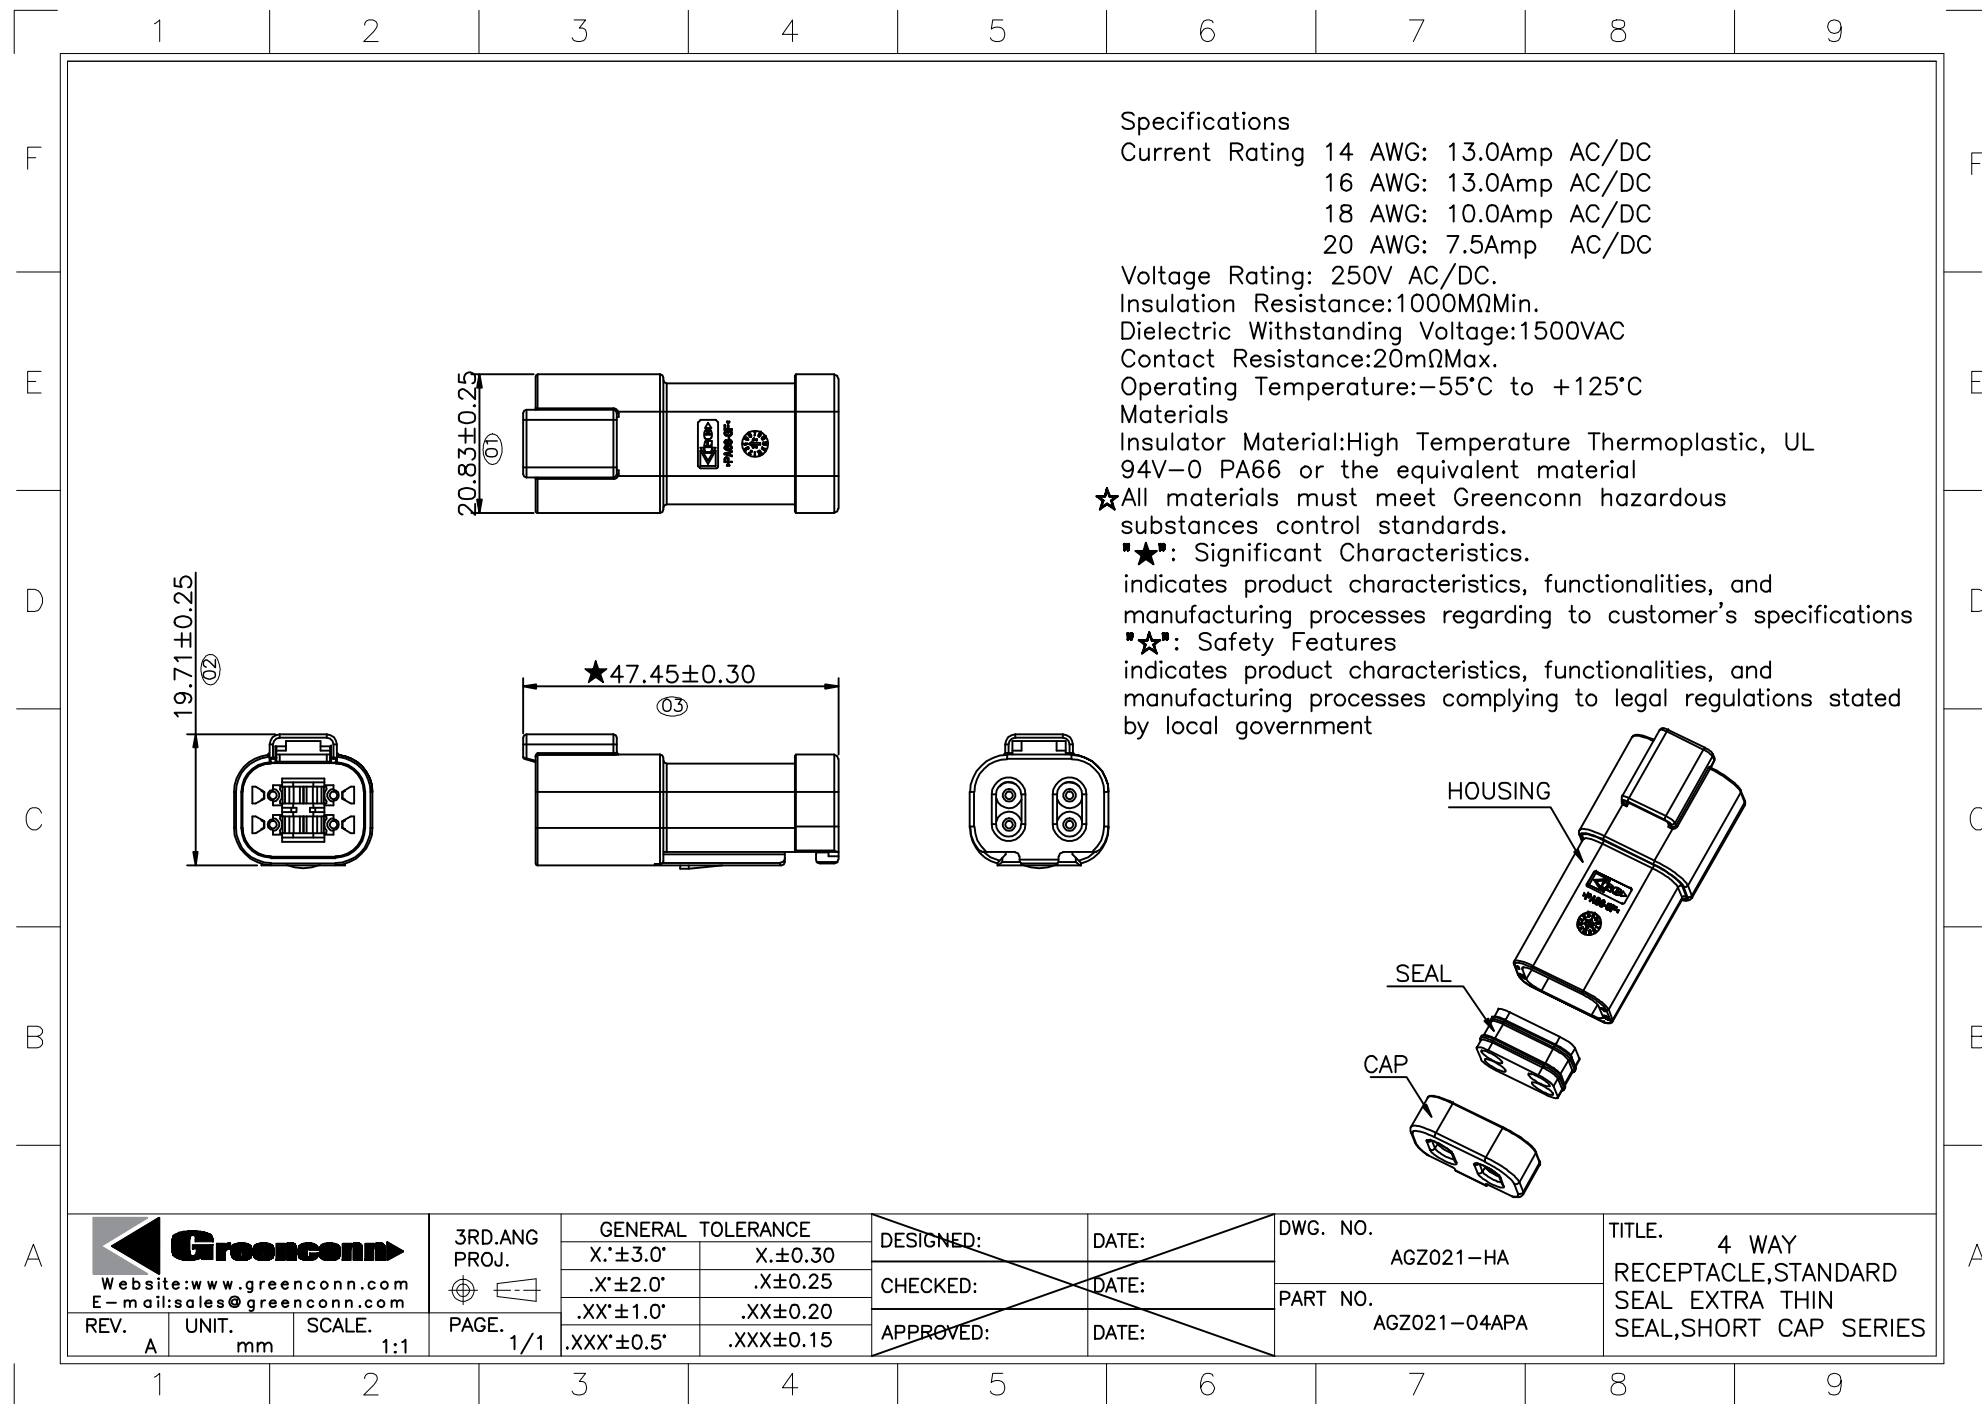 1 2 3 4 5 6 7 8 9
F
E
D
C
B
A
F
E
D
C
B
A
Specifications
Current Rating 14 AWG: 13.0Amp AC/DC
16 AWG: 13.0Amp AC/DC
18 AWG: 10.0Amp AC/DC
20 AWG: 7.5Amp AC/DC
Voltage Rating: 250V AC/DC.
Insulation Resistance:1000MΩMin.
Dielectric Withstanding Voltage:1500VAC
Contact Resistance:20mΩMax.
Operating Temperature:-55°C to +125°C
Materials
Insulator Material:High Temperature Thermoplastic, UL
94V-0 PA66 or the equivalent material
☆All materials must meet Greenconn hazardous
substances control standards.
"★": Significant Characteristics.
indicates product characteristics, functionalities, and
manufacturing processes regarding to customer's specifications
"☆": Safety Features
indicates product characteristics, functionalities, and
manufacturing processes complying to legal regulations stated
by local government
20.83±0.25
01
19.71±0.25
02
★47.45±0.30
03
HOUSING
SEAL
CAP
Greenconn
Website:www.greenconn.com
E-mail:sales@greenconn.com
REV.
A
UNIT.
mm
SCALE.
1:1
3RD.ANG
PROJ.
PAGE.
1/1
GENERAL TOLERANCE
X.°±3.0° X.±0.30
.X°±2.0° .X±0.25
.XX°±1.0° .XX±0.20
.XXX°±0.5° .XXX±0.15
DESIGNED: DATE:
CHECKED: DATE:
APPROVED: DATE:
DWG. NO.
AGZ021-HA
PART NO.
AGZ021-04APA
TITLE.
4 WAY
RECEPTACLE,STANDARD
SEAL EXTRA THIN
SEAL,SHORT CAP SERIES
1 2 3 4 5 6 7 8 9